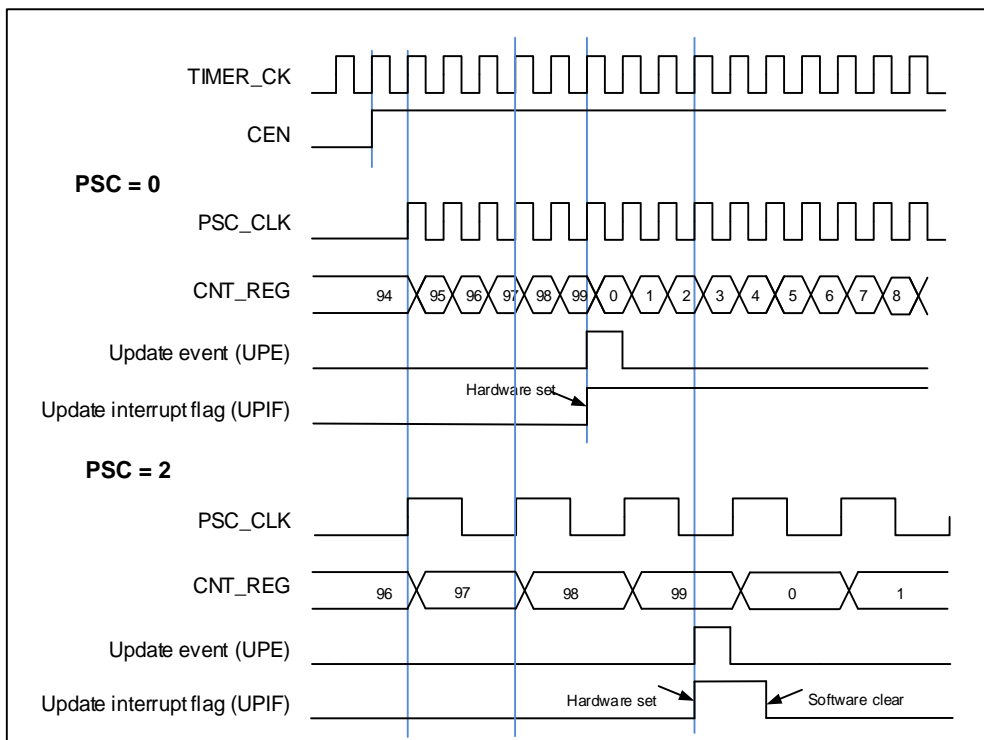 TIMER_CK
CEN
PSC = 0
PSC_CLK
CNT_REG 94 95 96 97 98 99 0 1 2 3 4 5 6 7 8
Update event (UPE)
Hardware set
Update interrupt flag (UPIF)
PSC = 2
PSC_CLK
CNT_REG 96 97 98 99 0 1
Update event (UPE)
Update interrupt flag (UPIF) Hardware set Software clear